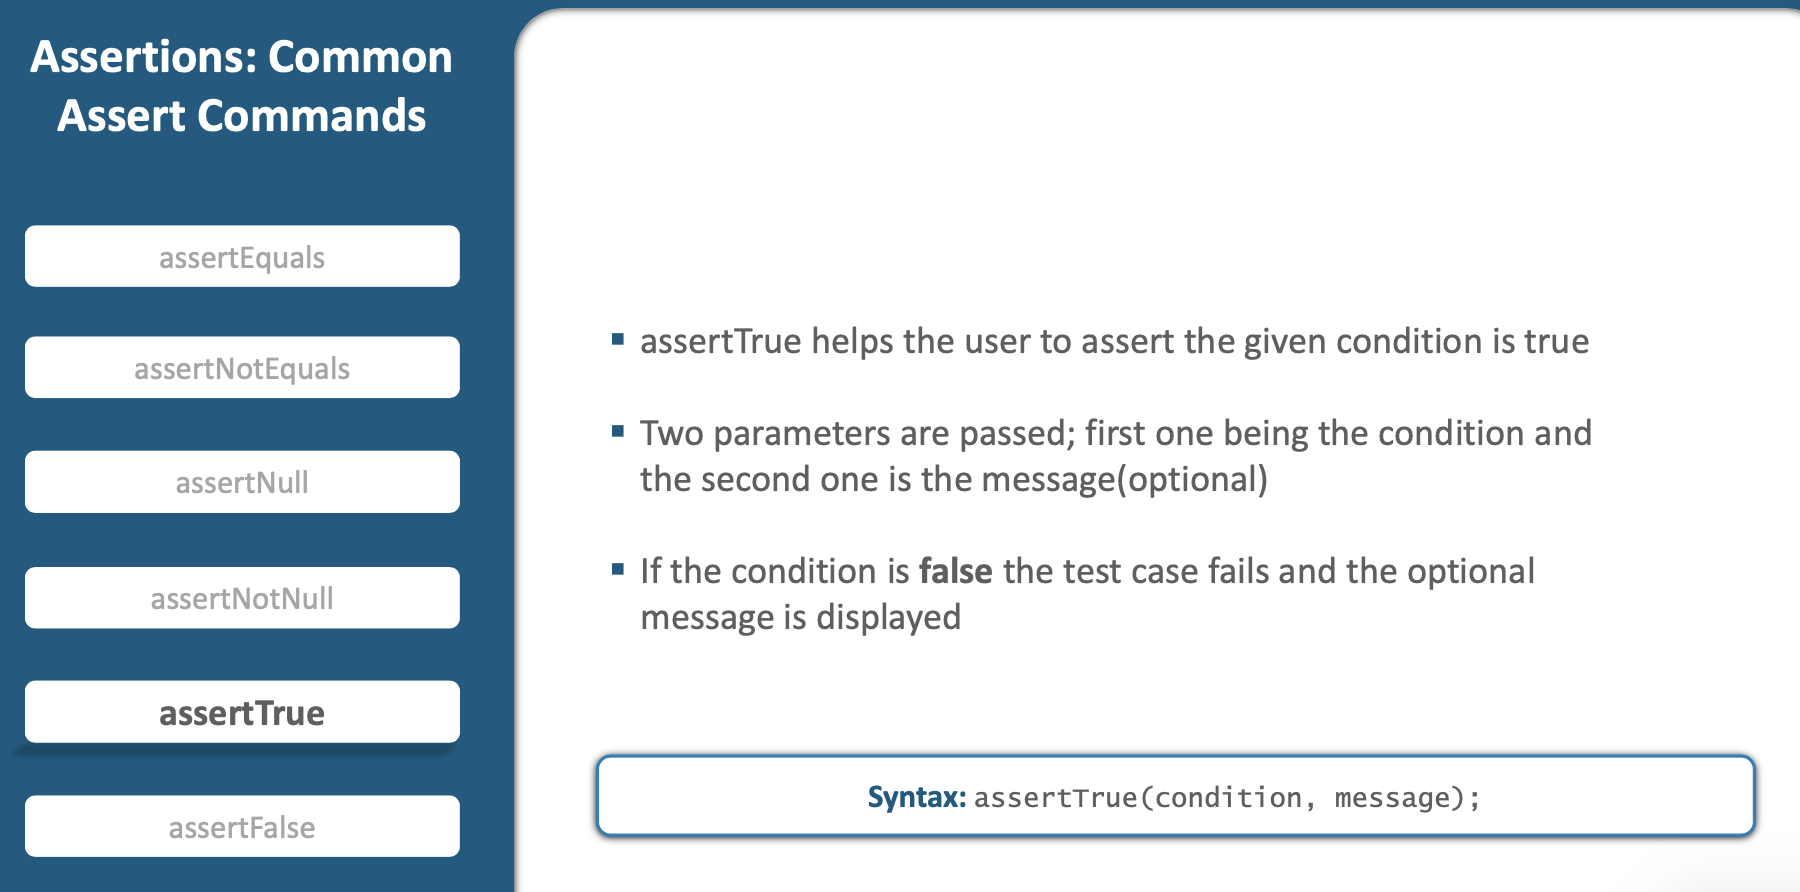 Assertions: Common
Assert Commands
assertEquals
assertNotEquals
assertNull
assertNotNull
assertTrue
assertFalse
▪ assertTrue helps the user to assert the given condition is true
▪ Two parameters are passed; first one being the condition and
the second one is the message(optional)
▪ If the condition is false the test case fails and the optional
message is displayed
Syntax: assertTrue(condition, message);